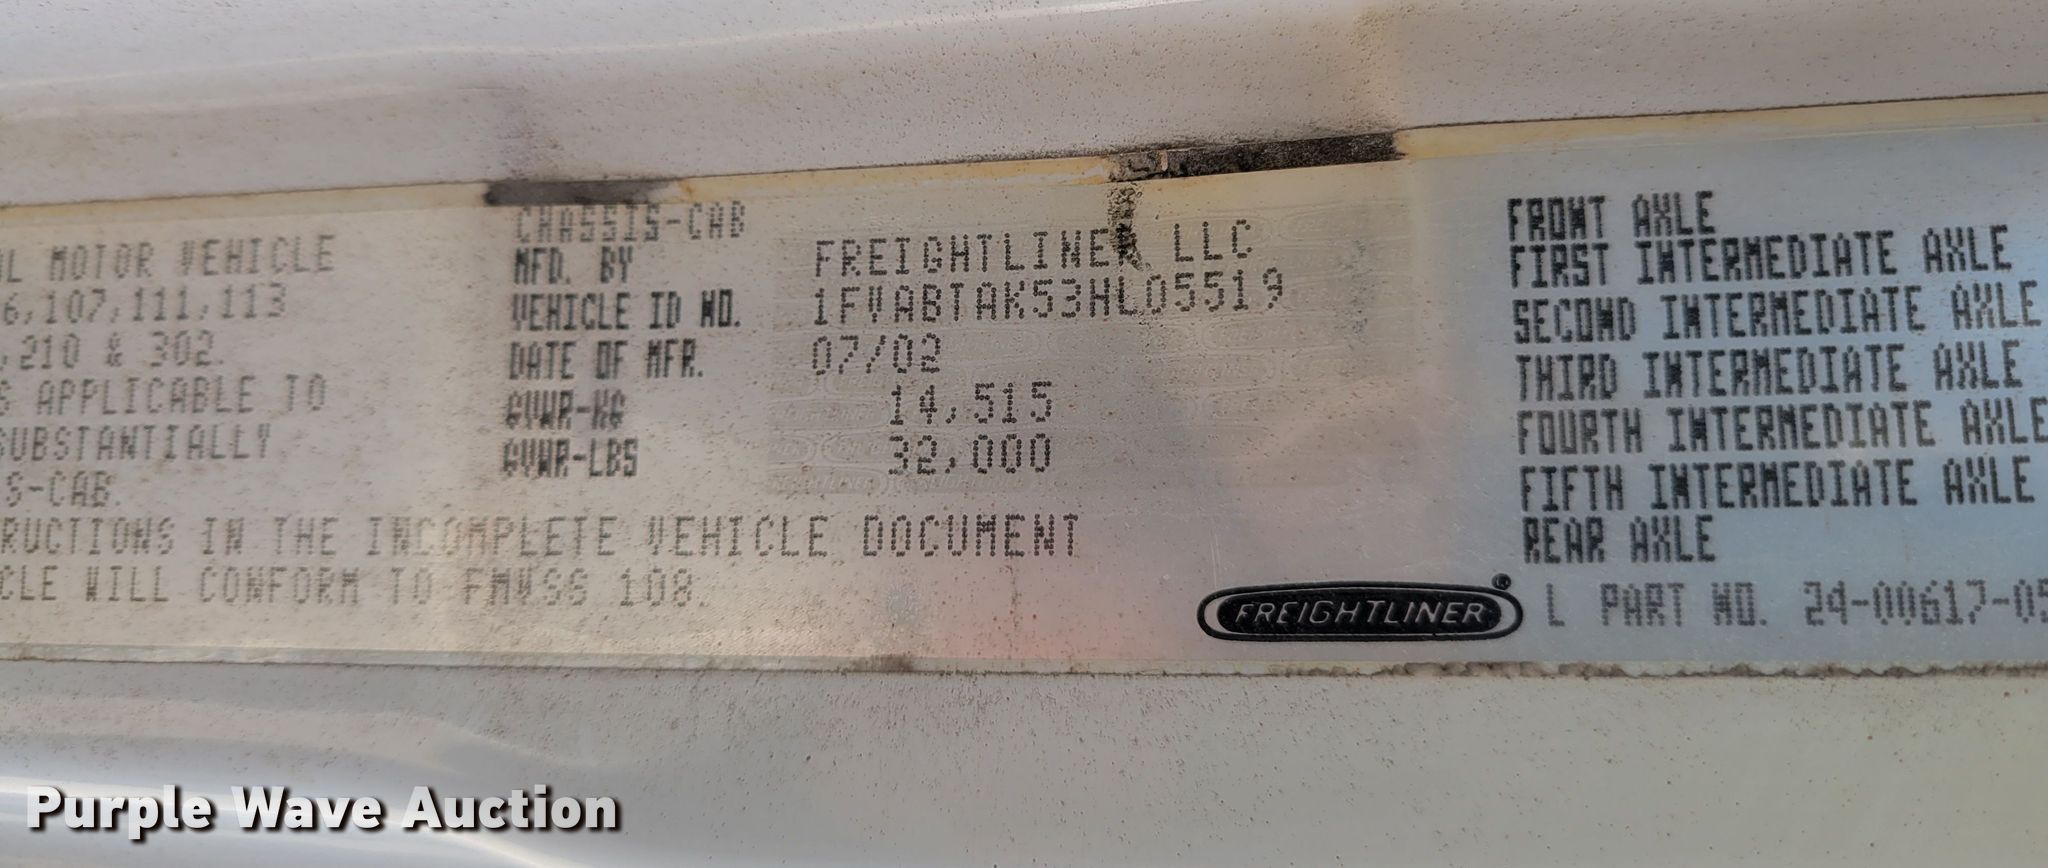 CHASSIS-CAB
L MOTOR VEHICLE
6,107,111,113
,210 & 302.
S APPLICABLE TO
SUBSTANTIALLY
S-CAB.
RUCTIONS IN THE INCOMPLETE VEHICLE DOCUMENT
CLE WILL CONFORM TO FMVSS 108.
MFD. BY FREIGHTLINER LLC
VEHICLE ID NO. 1FVABTAK53HL05519
DATE OF MFR. 07/02
GVWR-KG 14,515
GVWR-LBS 32,000
FRONT AXLE
FIRST INTERMEDIATE AXLE
SECOND INTERMEDIATE AXLE
THIRD INTERMEDIATE AXLE
FOURTH INTERMEDIATE AXLE
FIFTH INTERMEDIATE AXLE
REAR AXLE
FREIGHTLINER®
L PART NO. 24-00617-05
Purple Wave Auction